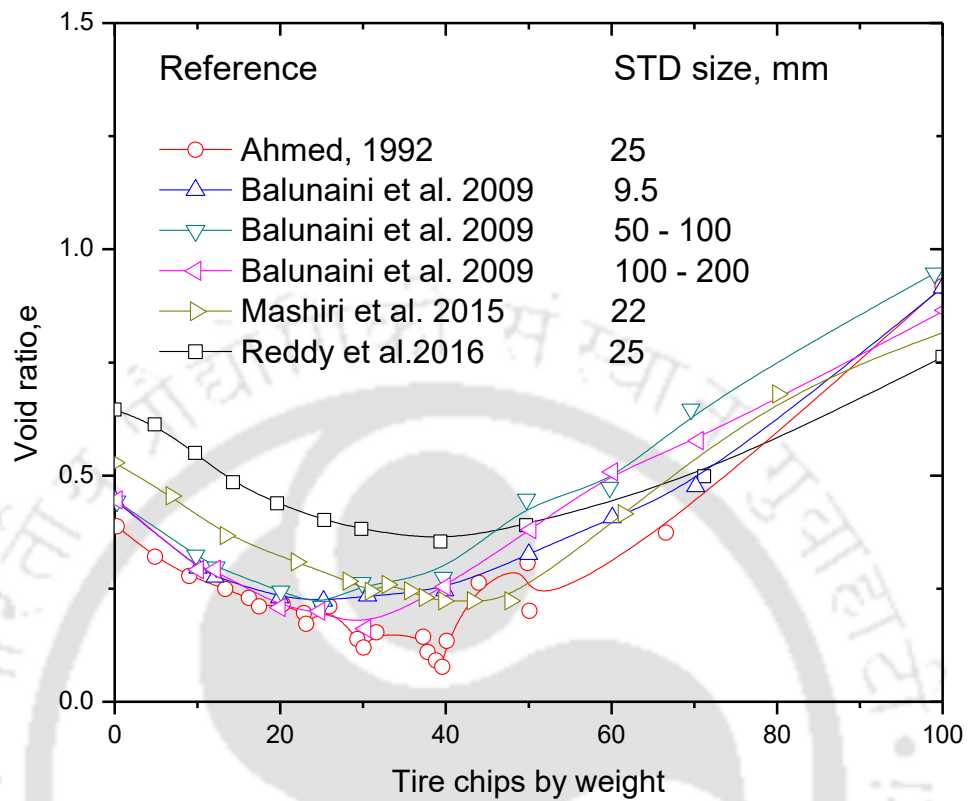 1.5
Reference STD size, mm
Ahmed, 1992 25
Balunaini et al. 2009 9.5
Balunaini et al. 2009 50 - 100
Balunaini et al. 2009 100 - 200
Mashiri et al. 2015 22
Reddy et al.2016 25
1.0
Void ratio,e
0.5
0.0
0 20 40 60 80 100
Tire chips by weight